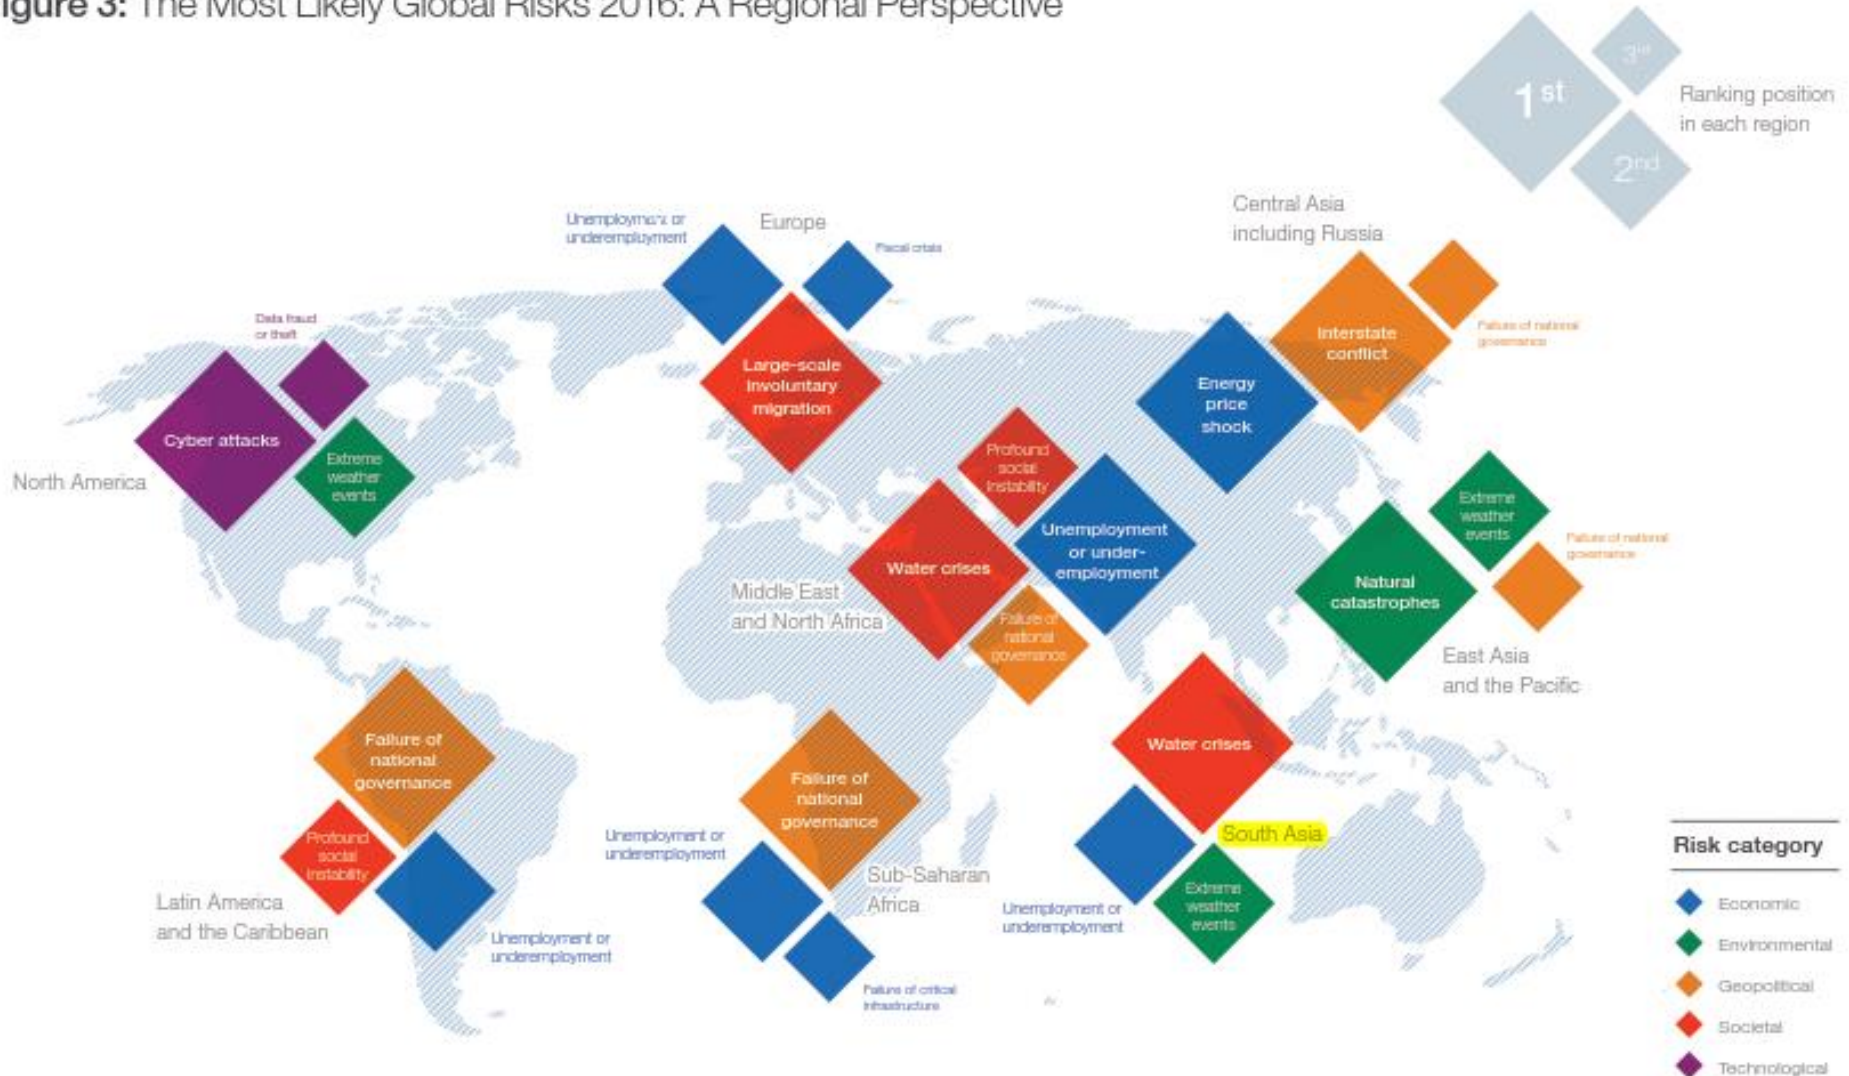 igure 3: The Most Likely Global Risks 2016: A Regional Perspective
1st
3rd
2nd
Ranking position
in each region
Central Asia
including Russia
Interstate
conflict
Failure of national
governance
Energy
price
shock
Europe
Unemployment or
underemployment
Fiscal crisis
Large-scale
involuntary
migration
Data fraud
or theft
Cyber attacks
Extreme
weather
events
North America
Profound
social
instability
Unemployment
or under-
employment
Water crises
Middle East
and North Africa
Failure of
national
governance
Extreme
weather
events
Failure of national
governance
Natural
catastrophes
East Asia
and the Pacific
Failure of
national
governance
Profound
social
instability
Latin America
and the Caribbean
Unemployment or
underemployment
Failure of
national
governance
Unemployment or
underemployment
Sub-Saharan
Africa
Failure of critical
infrastructure
Water crises
South Asia
Unemployment or
underemployment
Extreme
weather
events
Risk category
Economic
Environmental
Geopolitical
Societal
Technological